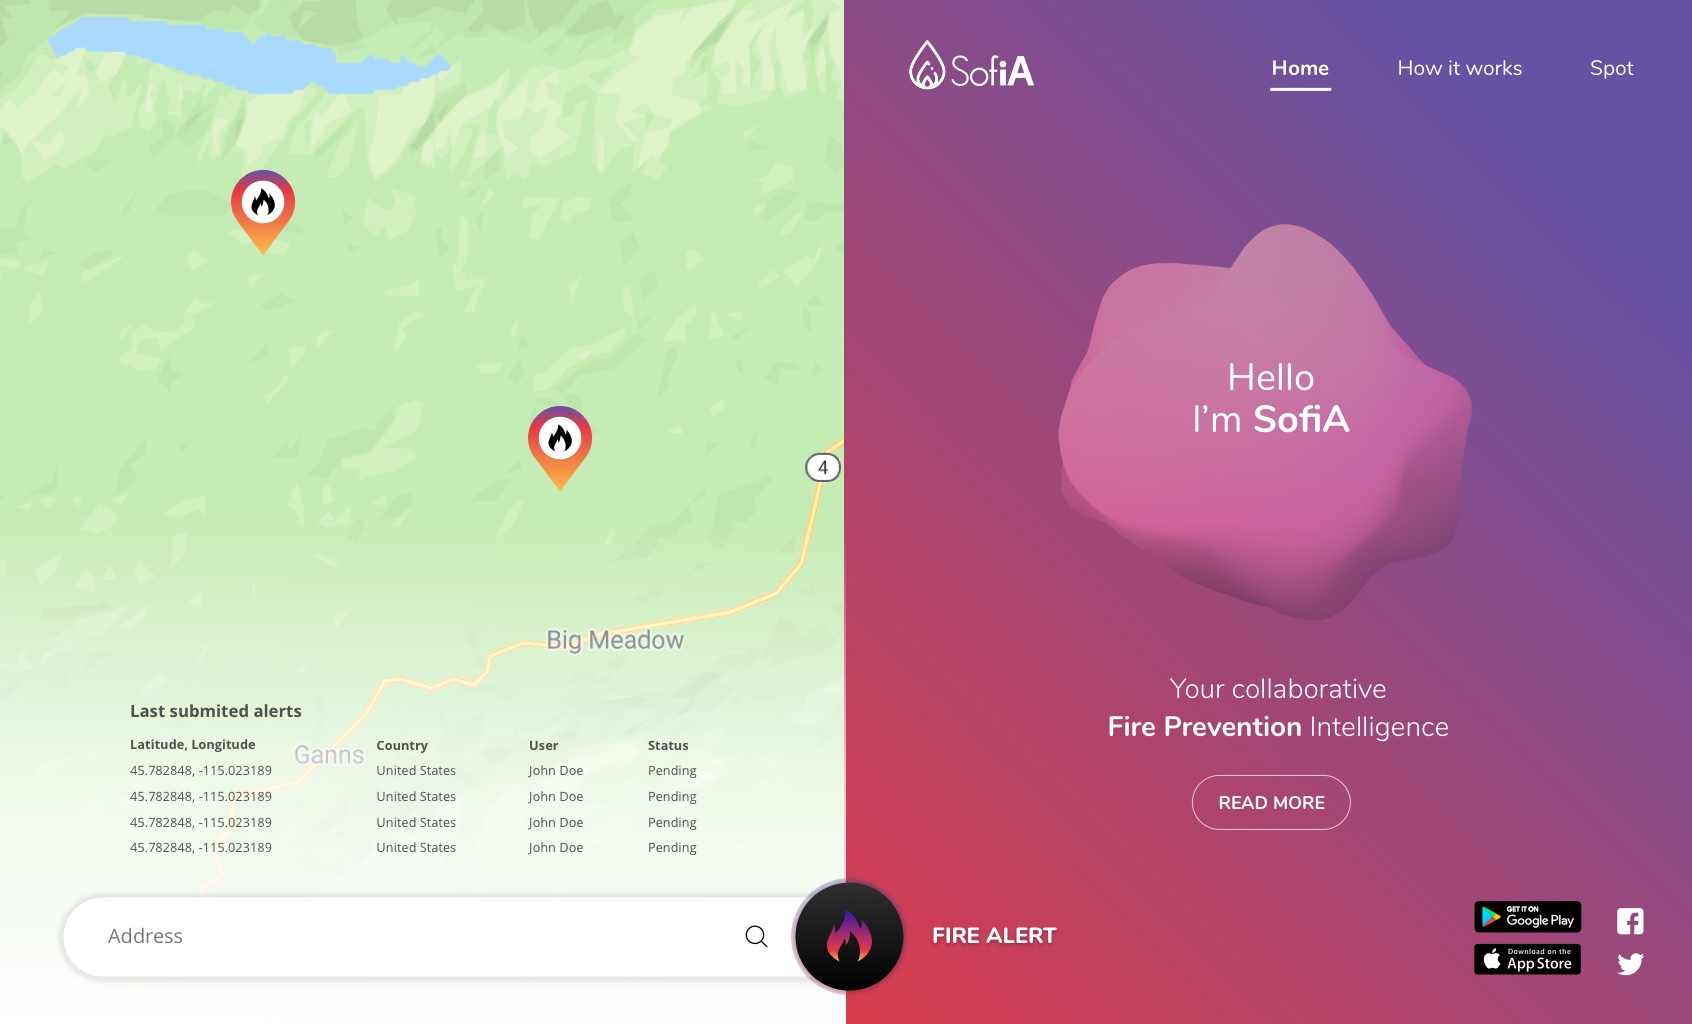 SofiA
Home
How it works
Spot
Hello
I’m SofiA
Your collaborative
Fire Prevention Intelligence
READ MORE
4
Big Meadow
Ganns
Last submited alerts
Latitude, Longitude Country User Status
45.782848, -115.023189 United States John Doe Pending
45.782848, -115.023189 United States John Doe Pending
45.782848, -115.023189 United States John Doe Pending
45.782848, -115.023189 United States John Doe Pending
Address
FIRE ALERT
GET IT ON
Google Play
Download on the
App Store